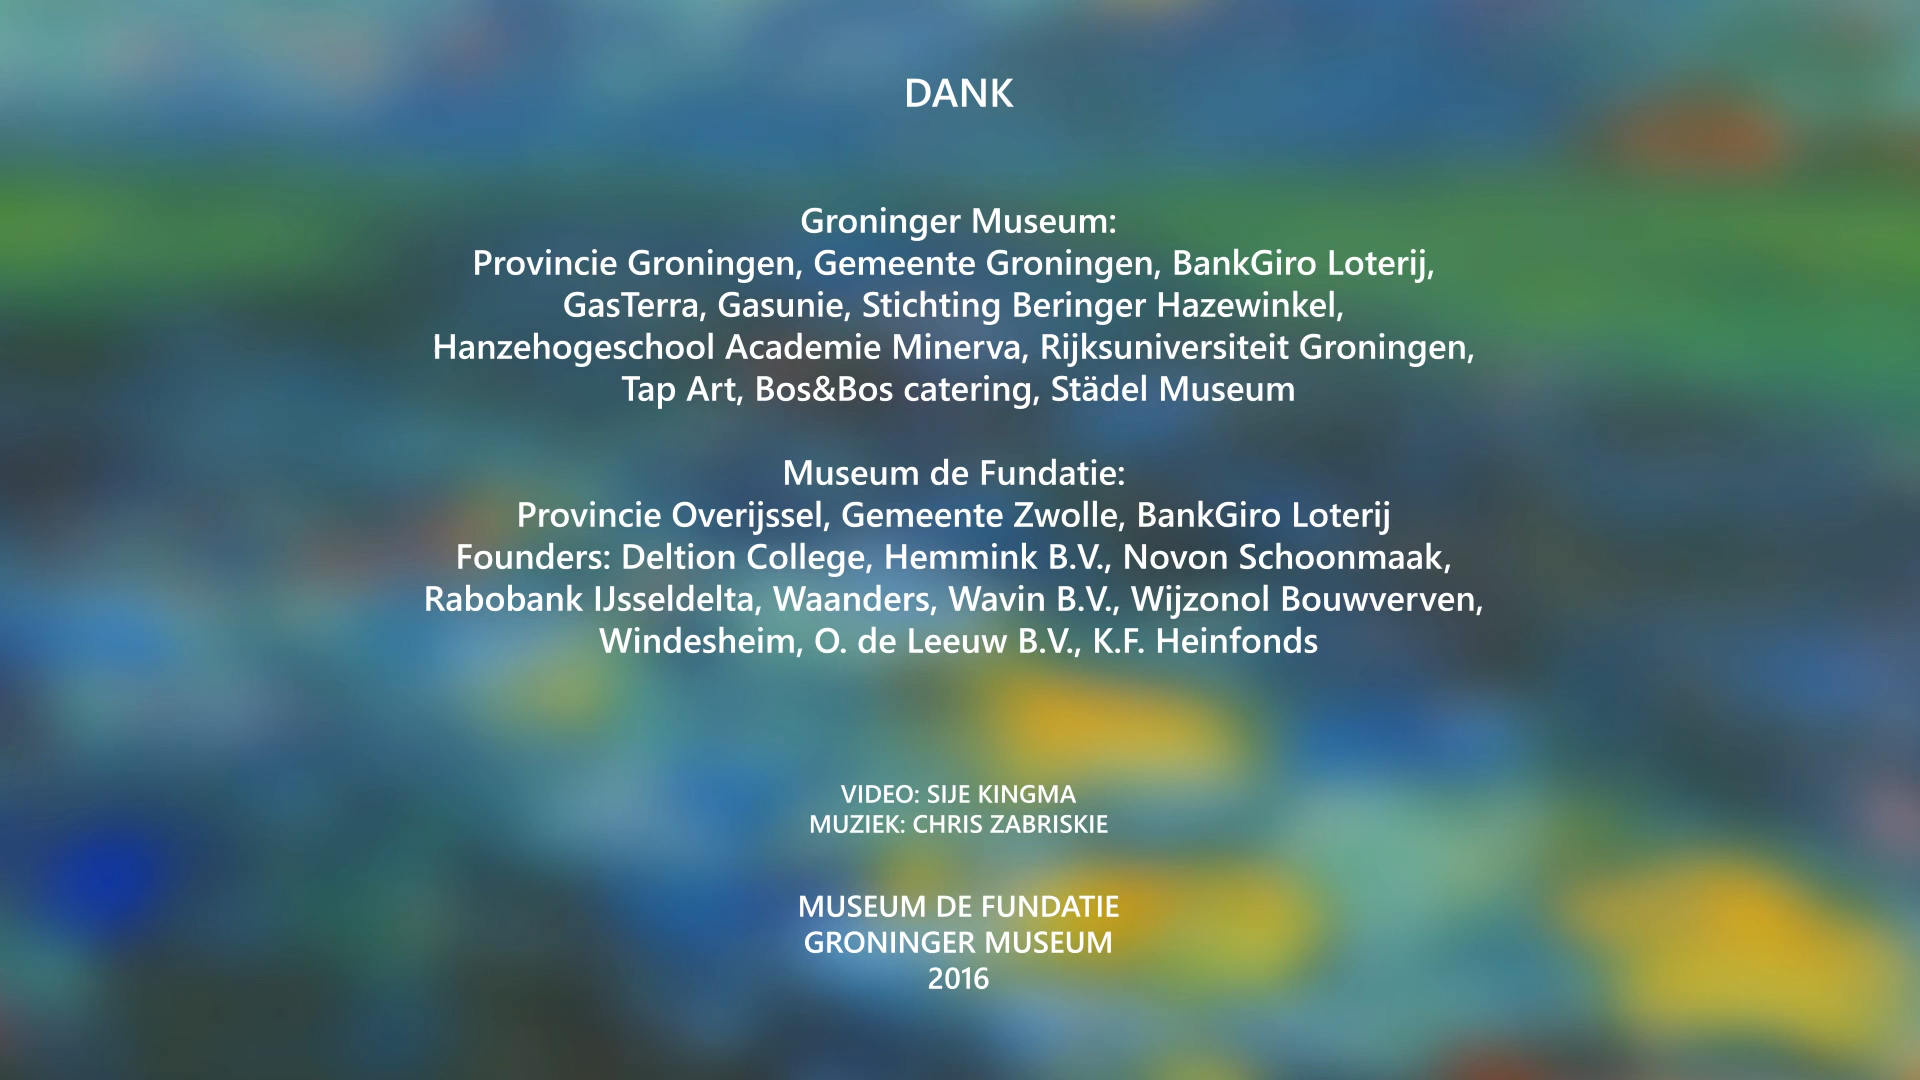 DANK
Groninger Museum:
Provincie Groningen, Gemeente Groningen, BankGiro Loterij,
GasTerra, Gasunie, Stichting Beringer Hazewinkel,
Hanzehogeschool Academie Minerva, Rijksuniversiteit Groningen,
Tap Art, Bos&Bos catering, Städel Museum
Museum de Fundatie:
Provincie Overijssel, Gemeente Zwolle, BankGiro Loterij
Founders: Deltion College, Hemmink B.V., Novon Schoonmaak,
Rabobank IJsseldelta, Waanders, Wavin B.V., Wijzonol Bouwverven,
Windesheim, O. de Leeuw B.V., K.F. Heinfonds
VIDEO: SIJE KINGMA
MUZIEK: CHRIS ZABRISKIE
MUSEUM DE FUNDATIE
GRONINGER MUSEUM
2016